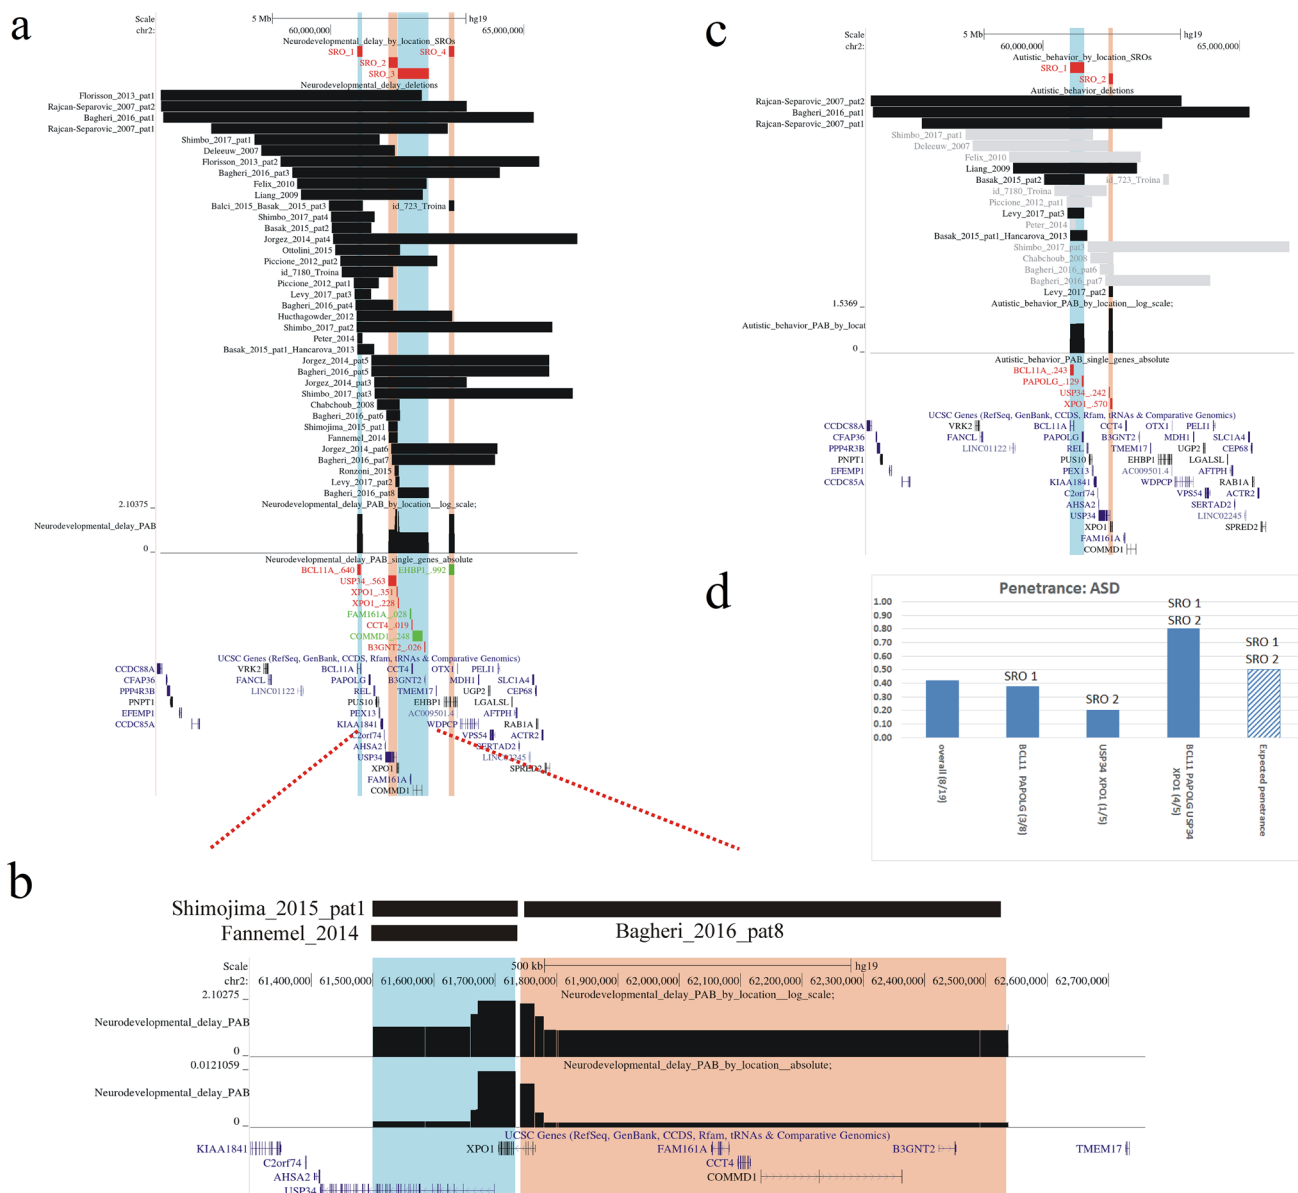 a
Scale
5 Mb
hg19
chr2:
60,000,000
65,000,000
Neurodevelopmental_delay_by_location_SROs
SRO_1
SRO_4
SRO_2
SRO_3
Neurodevelopmental_delay_deletions
Florisson_2013_pat1
Rajcan-Separovic_2007_pat2
Bagheri_2016_pat1
Rajcan-Separovic_2007_pat1
Shimbo_2017_pat1
Deleeuw_2007
Florisson_2013_pat2
Bagheri_2016_pat3
Felix_2010
Liang_2009
Balci_2015_Basak__2015_pat3
id_723_Troina
Shimbo_2017_pat4
Basak_2015_pat2
Jorgez_2014_pat4
Ottolini_2015
Piccione_2012_pat2
id_7180_Troina
Piccione_2012_pat1
Levy_2017_pat3
Bagheri_2016_pat4
Hucthagowder_2012
Shimbo_2017_pat2
Peter_2014
Basak_2015_pat1_Hancarova_2013
Jorgez_2014_pat5
Bagheri_2016_pat5
Jorgez_2014_pat3
Shimbo_2017_pat3
Chabchoub_2008
Bagheri_2016_pat6
Shimojima_2015_pat1
Fannemel_2014
Jorgez_2014_pat6
Bagheri_2016_pat7
Ronzoni_2015
Levy_2017_pat2
Bagheri_2016_pat8
2.10375 _
Neurodevelopmental_delay_PAB_by_location__log_scale;
Neurodevelopmental_delay_PAB
0 _
Neurodevelopmental_delay_PAB_single_genes_absolute
BCL11A_.640
EHBP1_.992
USP34_.563
XPO1_.351
XPO1_.228
FAM161A_.028
CCT4_.019
COMMD1_.248
B3GNT2_.026
UCSC Genes (RefSeq, GenBank, CCDS, Rfam, tRNAs & Comparative Genomics)
CCDC88A
VRK2
BCL11A
CCT4
OTX1
PELI1
CFAP36
FANCL
PAPOLG
B3GNT2
MDH1
SLC1A4
PPP4R3B
LINC01122
REL
TMEM17
UGP2
CEP68
PNPT1
PUS10
EHBP1
LGALSL
EFEMP1
PEX13
AC009501.4
AFTPH
CCDC85A
KIAA1841
WDPCP
RAB1A
C2orf74
VPS54
ACTR2
AHSA2
SERTAD2
USP34
LINC02245
XPO1
SPRED2
FAM161A
COMMD1
b
Shimojima_2015_pat1
Fannemel_2014
Bagheri_2016_pat8
Scale
500 kb
hg19
chr2:
61,400,000
61,500,000
61,600,000
61,700,000
61,800,000
61,900,000
62,000,000
62,100,000
62,200,000
62,300,000
62,400,000
62,500,000
62,600,000
62,700,000
2.10275 _
Neurodevelopmental_delay_PAB_by_location__log_scale;
Neurodevelopmental_delay_PAB
0 _
0.0121059 _
Neurodevelopmental_delay_PAB_by_location__absolute;
Neurodevelopmental_delay_PAB
0 _
UCSC Genes (RefSeq, GenBank, CCDS, Rfam, tRNAs & Comparative Genomics)
KIAA1841
XPO1
FAM161A
B3GNT2
TMEM17
C2orf74
CCT4
AHSA2
COMMD1
USP34
c
Scale
5 Mb
hg19
chr2:
60,000,000
65,000,000
Autistic_behavior_by_location_SROs
SRO_1
SRO_2
Autistic_behavior_deletions
Rajcan-Separovic_2007_pat2
Bagheri_2016_pat1
Rajcan-Separovic_2007_pat1
Shimbo_2017_pat1
Deleeuw_2007
Felix_2010
Liang_2009
Basak_2015_pat2
id_723_Troina
id_7180_Troina
Piccione_2012_pat1
Levy_2017_pat3
Peter_2014
Basak_2015_pat1_Hancarova_2013
Shimbo_2017_pat3
Chabchoub_2008
Bagheri_2016_pat6
Bagheri_2016_pat7
Levy_2017_pat2
1.5369 _
Autistic_behavior_PAB_by_location__log_scale;
Autistic_behavior_PAB_by_locat
0 _
Autistic_behavior_PAB_single_genes_absolute
BCL11A_.243
PAPOLG_.129
USP34_.242
XPO1_.570
UCSC Genes (RefSeq, GenBank, CCDS, Rfam, tRNAs & Comparative Genomics)
CCDC88A
VRK2
BCL11A
CCT4
OTX1
PELI1
CFAP36
FANCL
PAPOLG
B3GNT2
MDH1
SLC1A4
PPP4R3B
LINC01122
REL
TMEM17
UGP2
CEP68
PNPT1
PUS10
EHBP1
LGALSL
EFEMP1
PEX13
AC009501.4
AFTPH
CCDC85A
KIAA1841
WDPCP
RAB1A
C2orf74
VPS54
ACTR2
AHSA2
SERTAD2
USP34
LINC02245
XPO1
SPRED2
FAM161A
COMMD1
d
Penetrance: ASD
1.00
0.90
0.80
0.70
0.60
0.50
0.40
0.30
0.20
0.10
0.00
SRO 1
SRO 2
SRO 1
SRO 2
SRO 1
SRO 2
overall (8/19)
BCL11 PAPOLG (3/8)
USP34 XPO1 (1/5)
BCL11 PAPOLG USP34
XPO1 (4/5)
Expeced penetrance